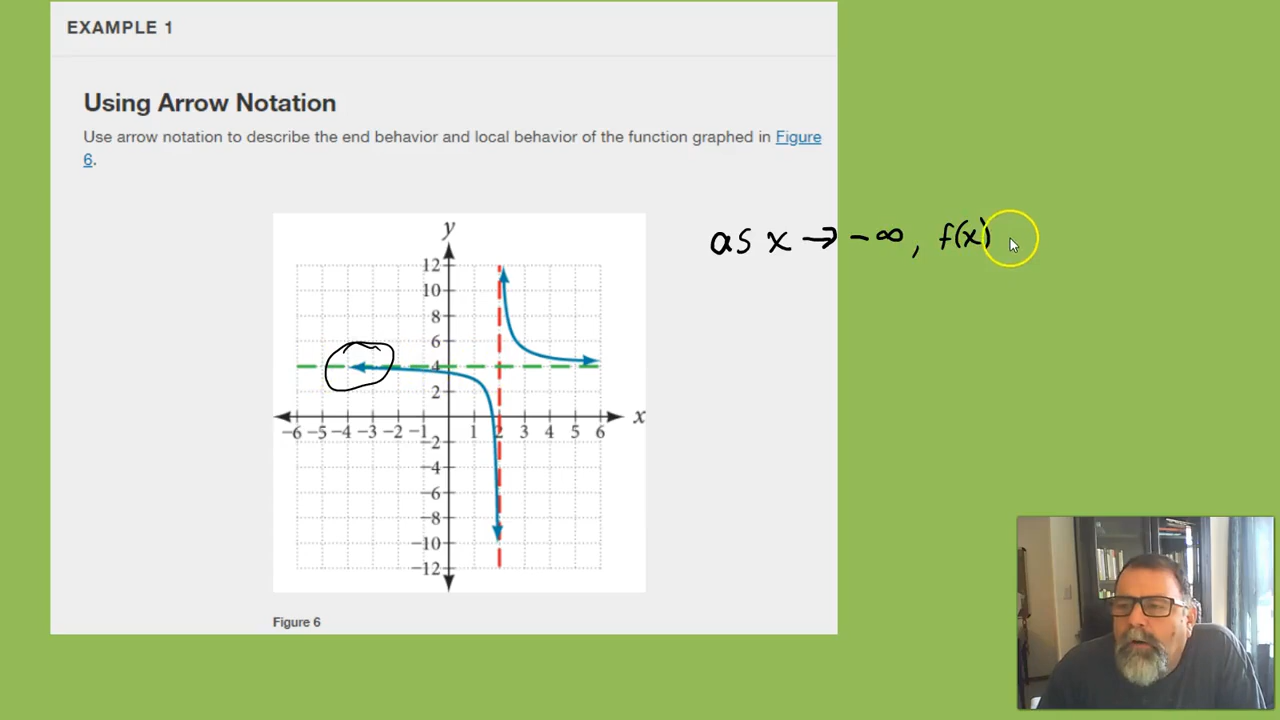 EXAMPLE 1
Using Arrow Notation
Use arrow notation to describe the end behavior and local behavior of the function graphed in Figure
6.
as x → -∞, f(x)
y
12
10
8
6
4
2
x
-6 -5 -4 -3 -2 -1 1 2 3 4 5 6
-2
-4
-6
-8
-10
-12
Figure 6